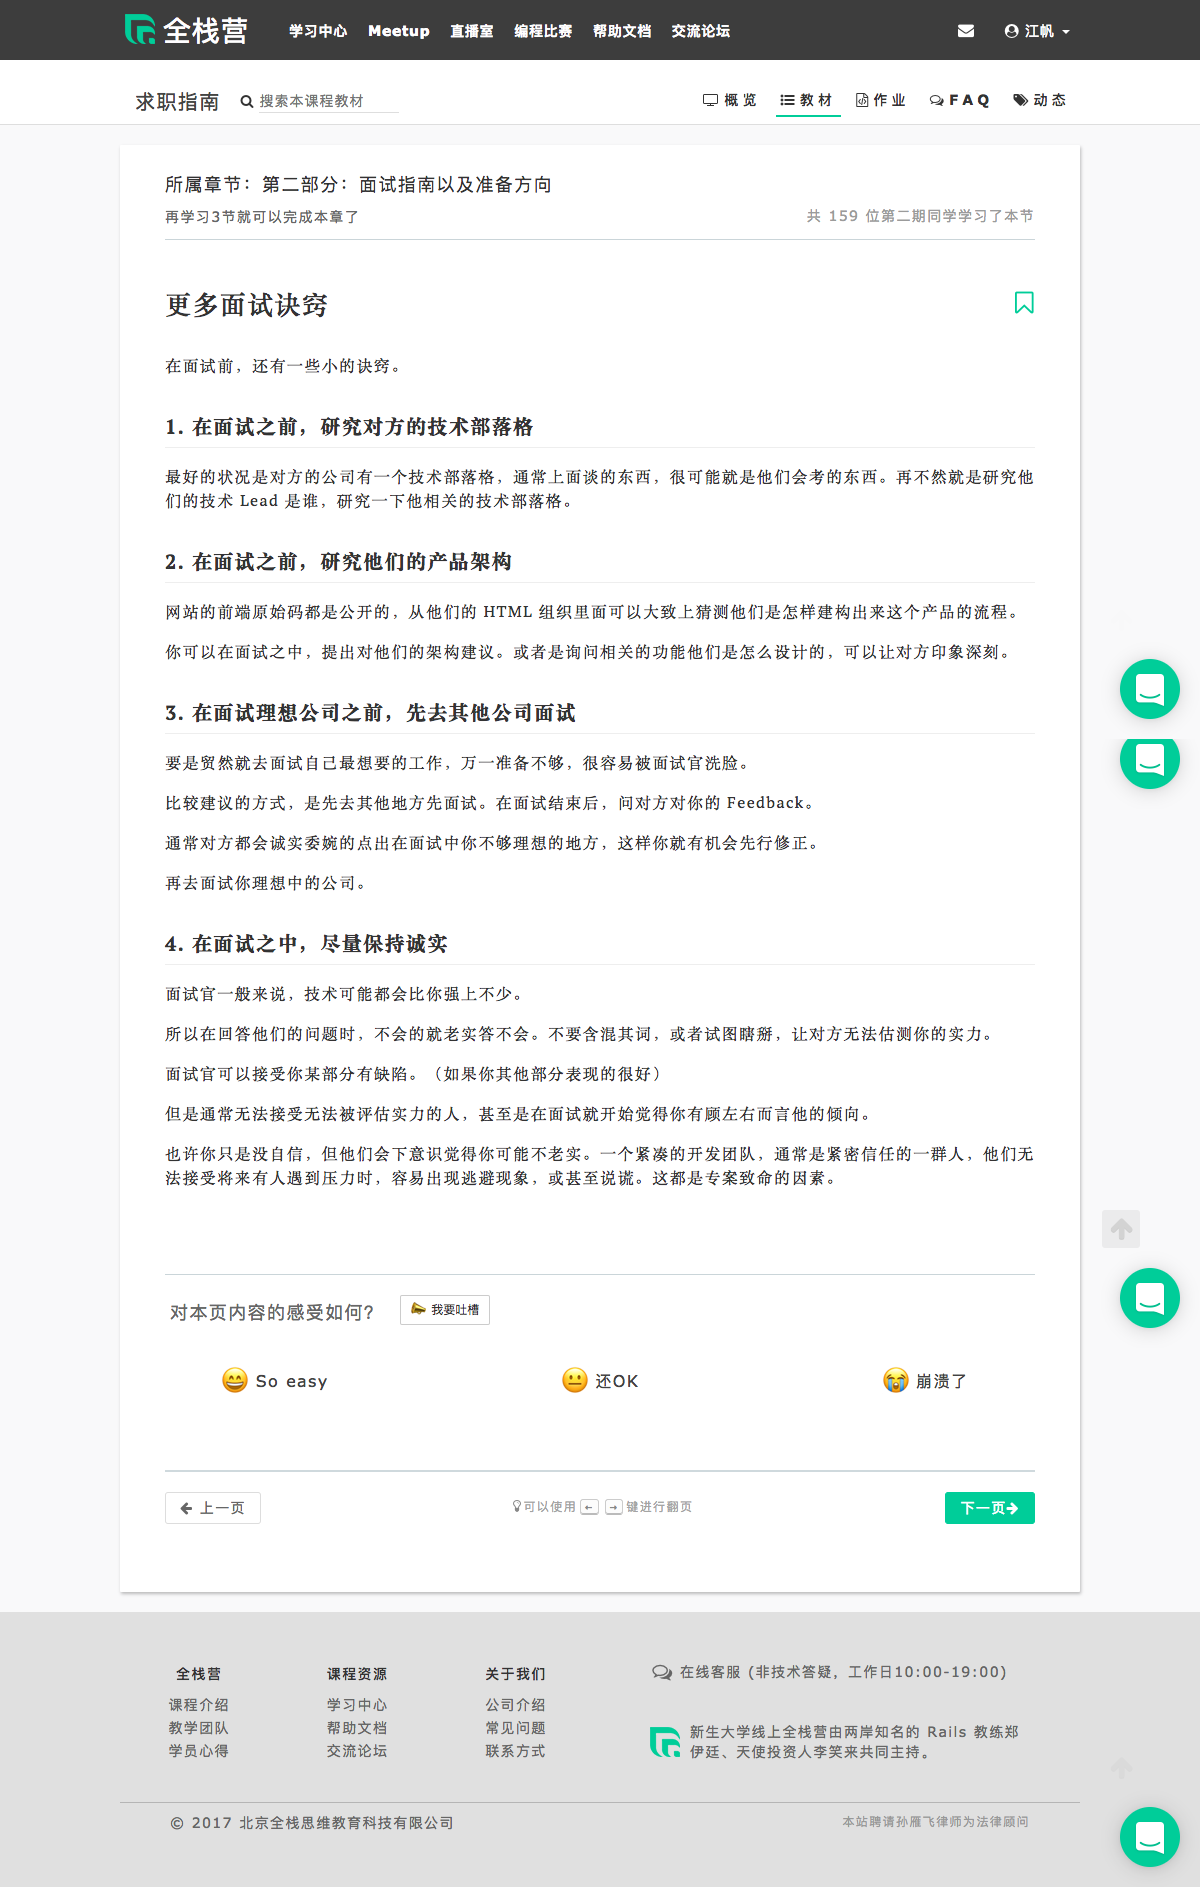 全栈营
学习中心 Meetup 直播室 编程比赛 帮助文档 交流论坛 江帆
求职指南 搜索本课程教材 概览 教材 作业 FAQ 动态
所属章节：第二部分：面试指南以及准备方向
再学习3节就可以完成本章了 共 159 位第二期同学学习了本节
更多面试诀窍
在面试前，还有一些小的诀窍。
1. 在面试之前，研究对方的技术部落格
最好的状况是对方的公司有一个技术部落格，通常上面谈的东西，很可能就是他们会考的东西。再不然就是研究他
们的技术 Lead 是谁，研究一下他相关的技术部落格。
2. 在面试之前，研究他们的产品架构
网站的前端原始码都是公开的，从他们的 HTML 组织里面可以大致上猜测他们是怎样建构出来这个产品的流程。
你可以在面试之中，提出对他们的架构建议。或者是询问相关的功能他们是怎么设计的，可以让对方印象深刻。
3. 在面试理想公司之前，先去其他公司面试
要是贸然就去面试自己最想要的工作，万一准备不够，很容易被面试官洗脸。
比较建议的方式，是先去其他地方先面试。在面试结束后，问对方对你的 Feedback。
通常对方都会诚实委婉的点出在面试中你不够理想的地方，这样你就有机会先行修正。
再去面试你理想中的公司。
4. 在面试之中，尽量保持诚实
面试官一般来说，技术可能都会比你强上不少。
所以在回答他们的问题时，不会的就老实答不会。不要含混其词，或者试图瞎掰，让对方无法估测你的实力。
面试官可以接受你某部分有缺陷。（如果你其他部分表现的很好）
但是通常无法接受无法被评估实力的人，甚至是在面试就开始觉得你有顾左右而言他的倾向。
也许你只是没自信，但他们会下意识觉得你可能不老实。一个紧凑的开发团队，通常是紧密信任的一群人，他们无
法接受将来有人遇到压力时，容易出现逃避现象，或甚至说谎。这都是专案致命的因素。
对本页内容的感受如何？ 我要吐槽
So easy 还OK 崩溃了
上一页 可以使用 ← → 键进行翻页 下一页
全栈营 课程资源 关于我们 在线客服 (非技术答疑，工作日10:00-19:00)
课程介绍 学习中心 公司介绍
教学团队 帮助文档 常见问题 新生大学线上全栈营由两岸知名的 Rails 教练郑
学员心得 交流论坛 联系方式 伊廷、天使投资人李笑来共同主持。
© 2017 北京全栈思维教育科技有限公司 本站聘请孙雁飞律师为法律顾问